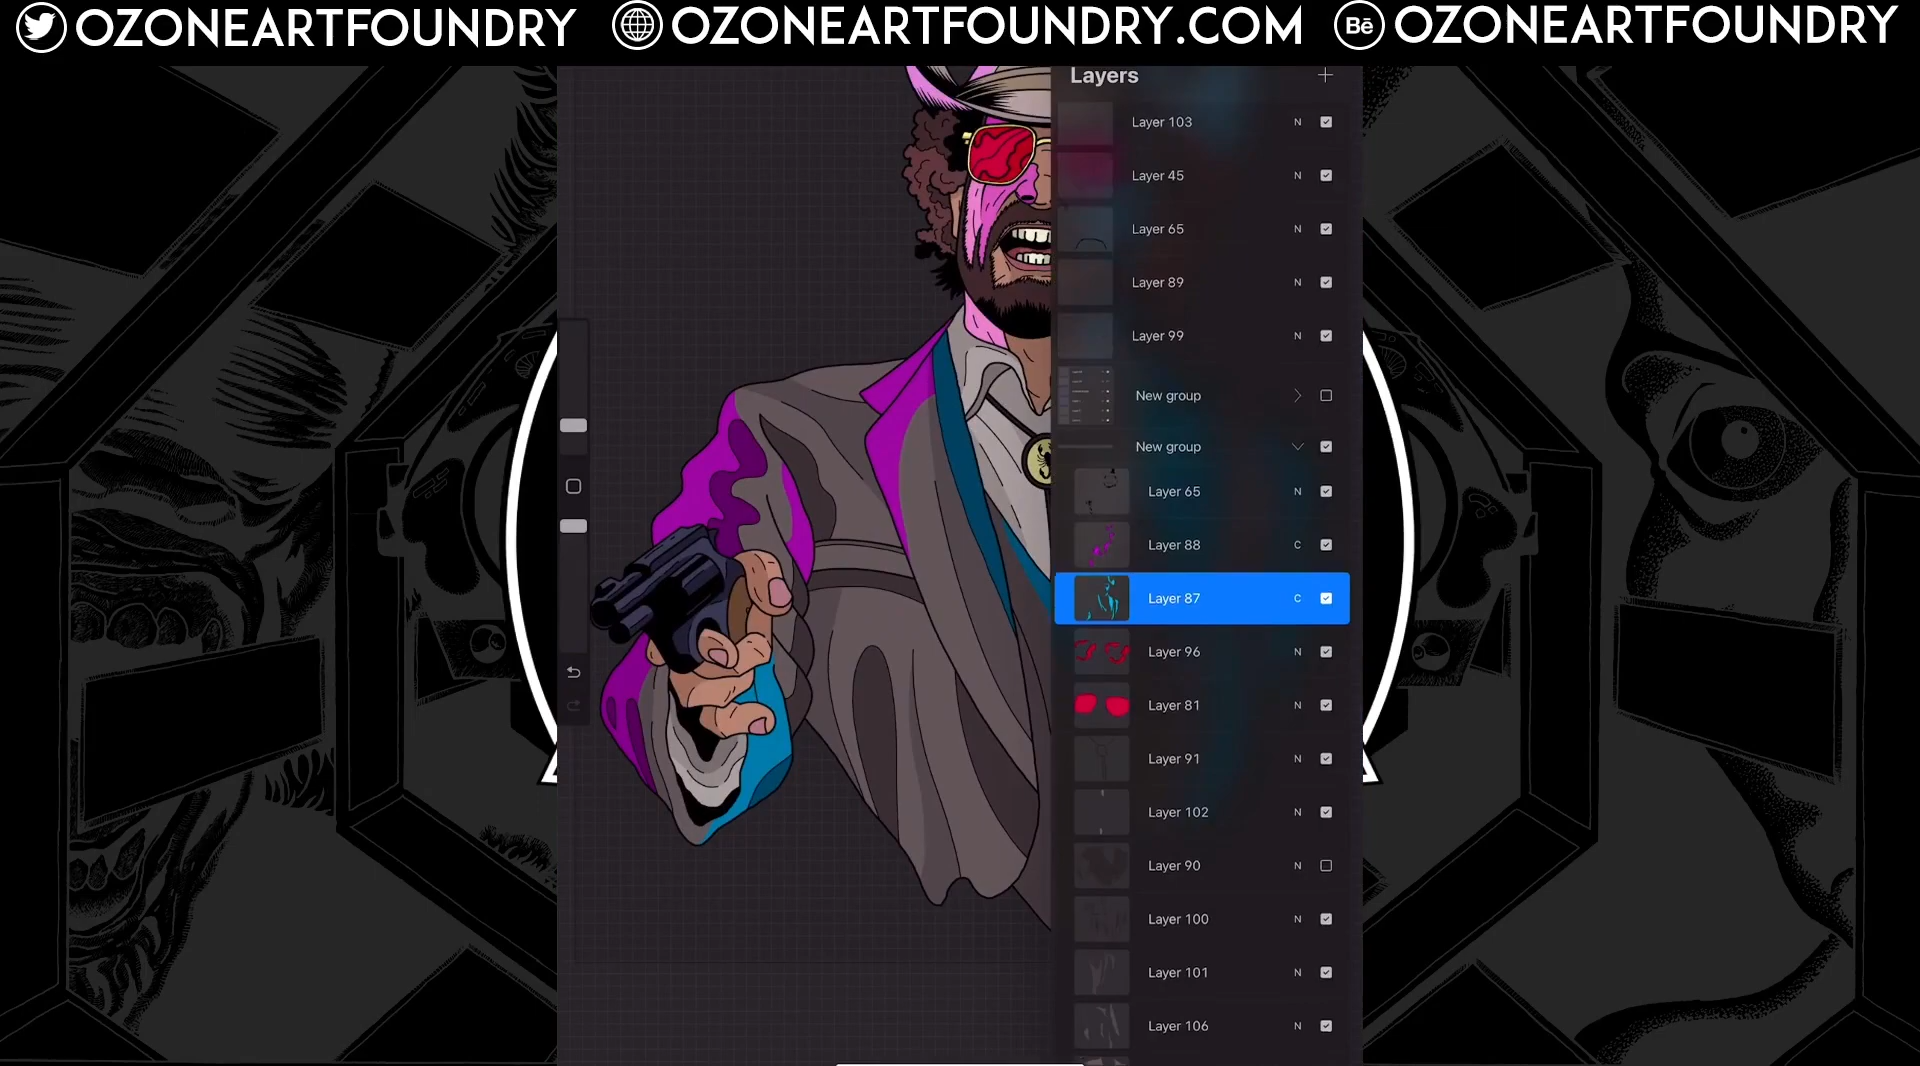 OZONEARTFOUNDRY OZONEARTFOUNDRY.COM Bē OZONEARTFOUNDRY
Layers
Layer 103 N
Layer 45 N
Layer 65 N
Layer 89 N
Layer 99 N
New group
New group
Layer 65 N
Layer 88 C
Layer 87 C
Layer 96 N
Layer 81 N
Layer 91 N
Layer 102 N
Layer 90 N
Layer 100 N
Layer 101 N
Layer 106 N